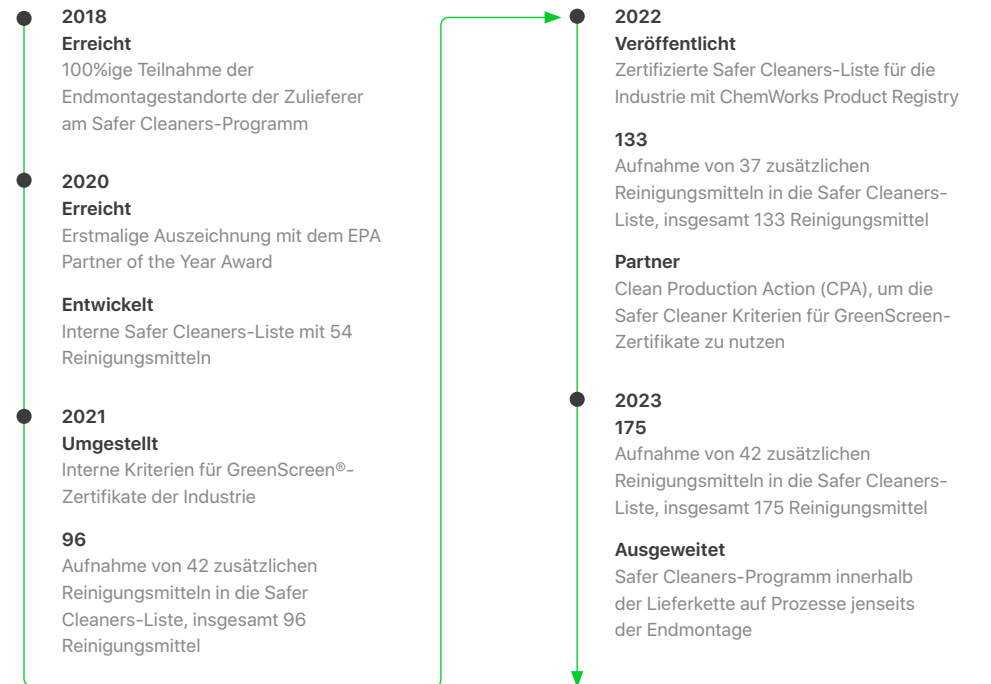 2018
Erreicht
100%ige Teilnahme der
Endmontagestandorte der Zulieferer
am Safer Cleaners-Programm
2020
Erreicht
Erstmalige Auszeichnung mit dem EPA
Partner of the Year Award
Entwickelt
Interne Safer Cleaners-Liste mit 54
Reinigungsmitteln
2021
Umgestellt
Interne Kriterien für GreenScreen®-
Zertifikate der Industrie
96
Aufnahme von 42 zusätzlichen
Reinigungsmitteln in die Safer
Cleaners-Liste, insgesamt 96
Reinigungsmittel
2022
Veröffentlicht
Zertifizierte Safer Cleaners-Liste für die
Industrie mit ChemWorks Product Registry
133
Aufnahme von 37 zusätzlichen
Reinigungsmitteln in die Safer Cleaners-
Liste, insgesamt 133 Reinigungsmittel
Partner
Clean Production Action (CPA), um die
Safer Cleaner Kriterien für GreenScreen-
Zertifikate zu nutzen
2023
175
Aufnahme von 42 zusätzlichen
Reinigungsmitteln in die Safer Cleaners-
Liste, insgesamt 175 Reinigungsmittel
Ausgeweitet
Safer Cleaners-Programm innerhalb
der Lieferkette auf Prozesse jenseits
der Endmontage